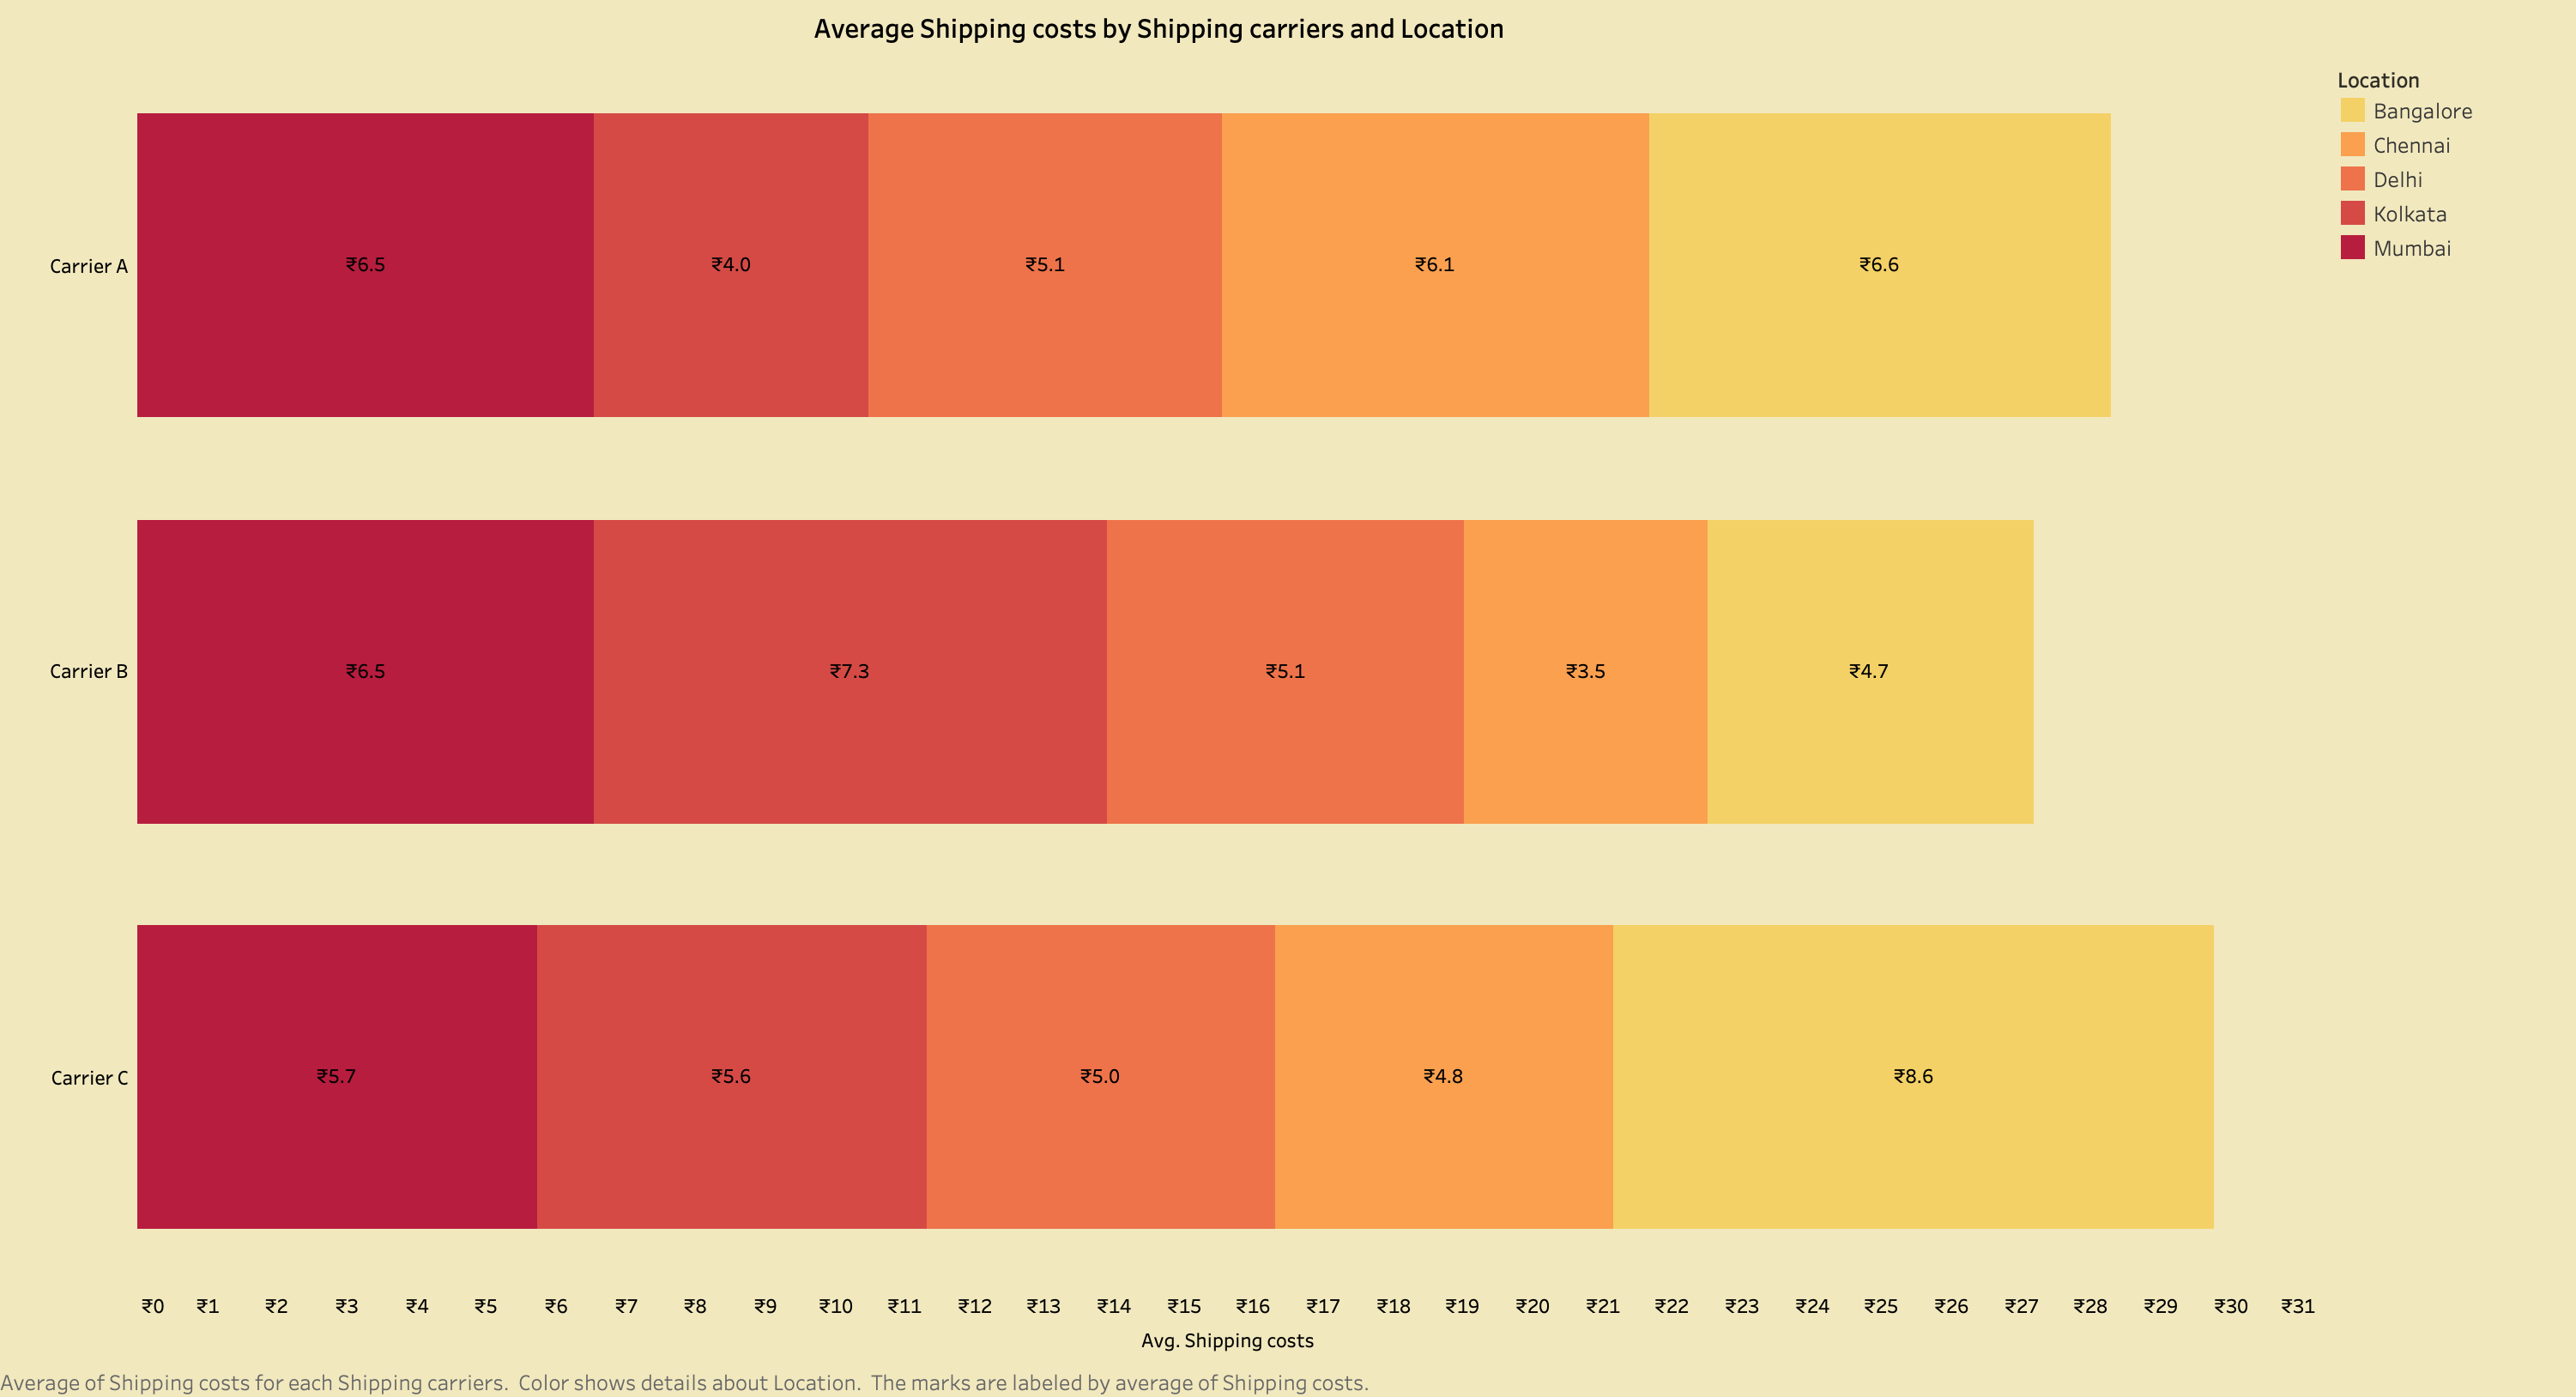 Average Shipping costs by Shipping carriers and Location
Location
Bangalore
Chennai
Delhi
Kolkata
Mumbai
Carrier A
₹6.5
₹4.0
₹5.1
₹6.1
₹6.6
Carrier B
₹6.5
₹7.3
₹5.1
₹3.5
₹4.7
Carrier C
₹5.7
₹5.6
₹5.0
₹4.8
₹8.6
₹0 ₹1 ₹2 ₹3 ₹4 ₹5 ₹6 ₹7 ₹8 ₹9 ₹10 ₹11 ₹12 ₹13 ₹14 ₹15 ₹16 ₹17 ₹18 ₹19 ₹20 ₹21 ₹22 ₹23 ₹24 ₹25 ₹26 ₹27 ₹28 ₹29 ₹30 ₹31
Avg. Shipping costs
Average of Shipping costs for each Shipping carriers.  Color shows details about Location.  The marks are labeled by average of Shipping costs.